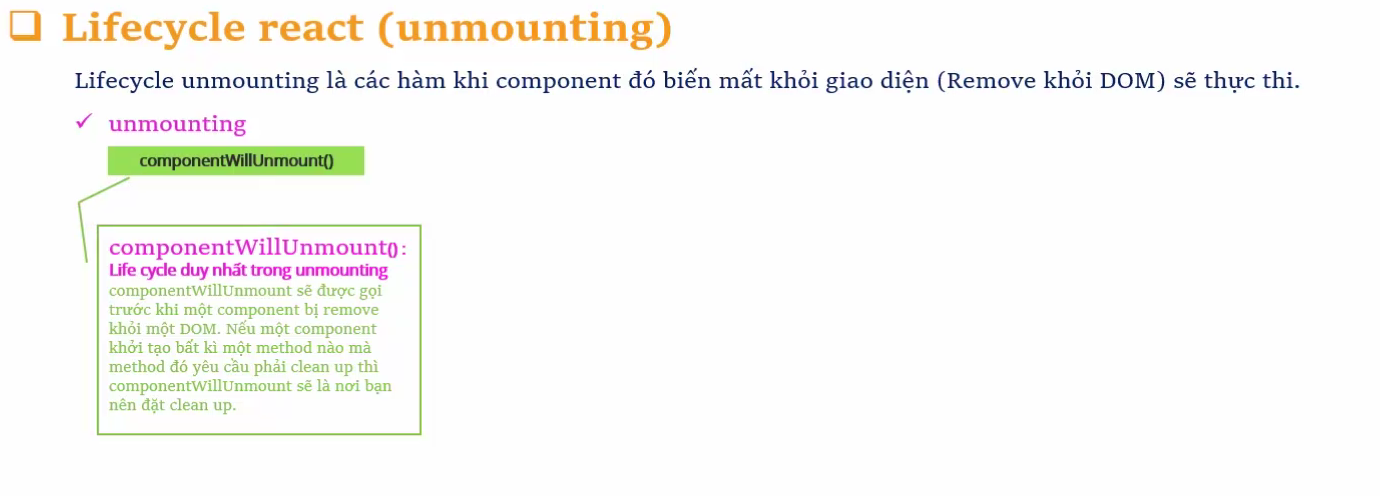 Lifecycle react (unmounting)
Lifecycle unmounting là các hàm khi component đó biến mất khỏi giao diện (Remove khỏi DOM) sẽ thực thi.
unmounting
componentWillUnmount()
componentWillUnmount() :
Life cycle duy nhất trong unmounting
componentWillUnmount sẽ được gọi
trước khi một component bị remove
khỏi một DOM. Nếu một component
khởi tạo bất kì một method nào mà
method đó yêu cầu phải clean up thì
componentWillUnmount sẽ là nơi bạn
nên đặt clean up.